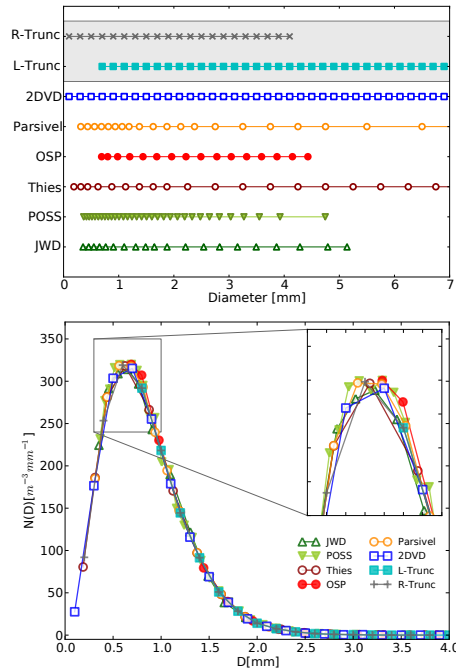 R-Trunc
L-Trunc
2DVD
Parsivel
OSP
Thies
POSS
JWD
0 1 2 3 4 5 6 7
Diameter [mm]
350
300
250
200
150
100
50
0
N(D)[m⁻³mm⁻¹]
JWD
POSS
Thies
OSP
Parsivel
2DVD
L-Trunc
R-Trunc
0.0 0.5 1.0 1.5 2.0 2.5 3.0 3.5 4.0
D[mm]